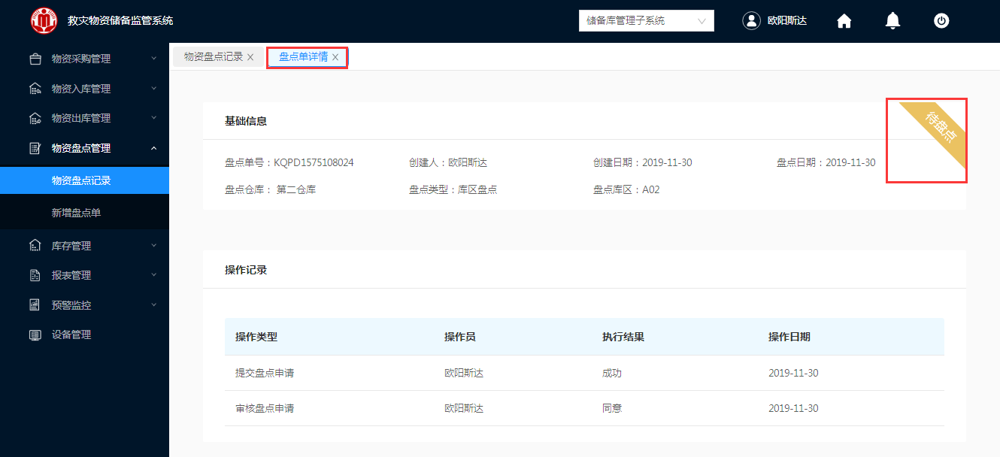 救灾物资储备监管系统
储备库管理子系统
欧阳斯达
物资采购管理
物资入库管理
物资出库管理
物资盘点管理
物资盘点记录
新增盘点单
库存管理
报表管理
预警监控
设备管理
物资盘点记录 X
盘点单详情 X
基础信息
待盘点
盘点单号：KQPD1575108024 创建人：欧阳斯达 创建日期：2019-11-30 盘点日期：2019-11-30
盘点仓库： 第二仓库 盘点类型：库区盘点 盘点库区：A02
操作记录
操作类型 操作员 执行结果 操作日期
提交盘点申请 欧阳斯达 成功 2019-11-30
审核盘点申请 欧阳斯达 同意 2019-11-30